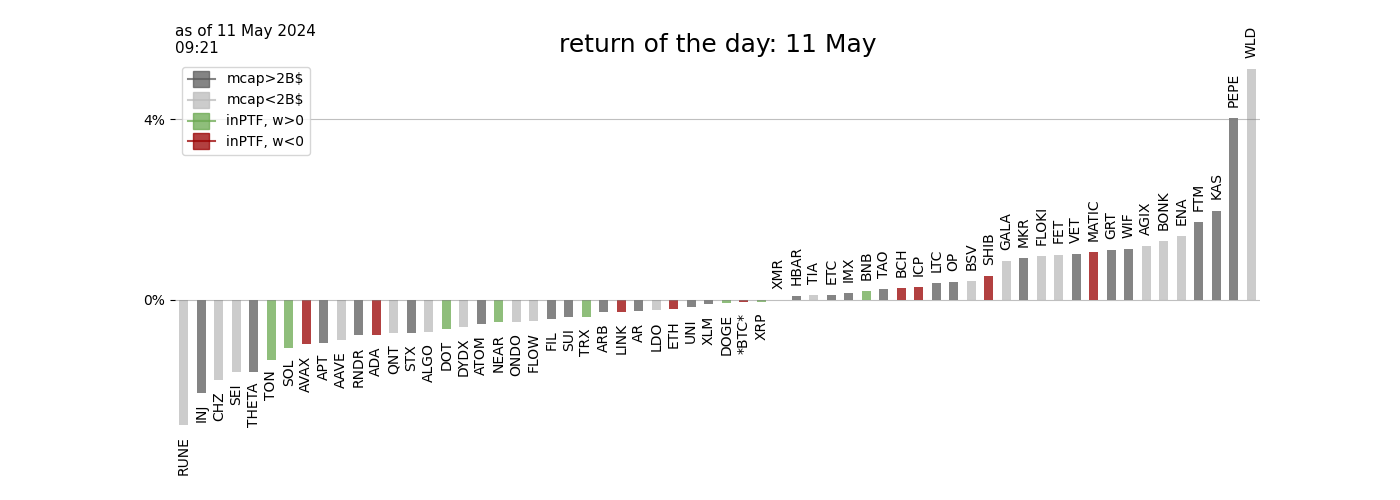 as of 11 May 2024
09:21
return of the day: 11 May
mcap>2B$
mcap<2B$
inPTF, w>0
inPTF, w<0
4%
0%
RUNE
INJ
CHZ
SEI
THETA
TON
SOL
AVAX
APT
AAVE
RNDR
ADA
QNT
STX
ALGO
DOT
DYDX
ATOM
NEAR
ONDO
FLOW
FIL
SUI
TRX
ARB
LINK
AR
LDO
ETH
UNI
XLM
DOGE
*BTC*
XRP
XMR
HBAR
TIA
ETC
IMX
BNB
TAO
BCH
ICP
LTC
OP
BSV
SHIB
GALA
MKR
FLOKI
FET
VET
MATIC
GRT
WIF
AGIX
BONK
ENA
FTM
KAS
PEPE
WLD